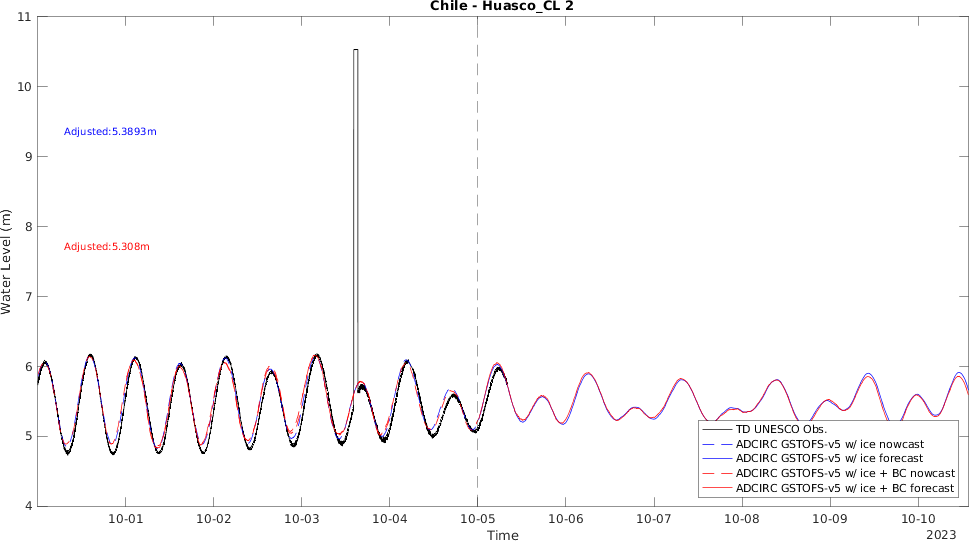 Chile - Huasco_CL 2
11
10
9
8
7
6
5
4
Water Level (m)
Adjusted:5.3893m
Adjusted:5.308m
TD UNESCO Obs.
ADCIRC GSTOFS-v5 w/ ice nowcast
ADCIRC GSTOFS-v5 w/ ice forecast
ADCIRC GSTOFS-v5 w/ ice + BC nowcast
ADCIRC GSTOFS-v5 w/ ice + BC forecast
10-01 10-02 10-03 10-04 10-05 10-06 10-07 10-08 10-09 10-10
Time
2023